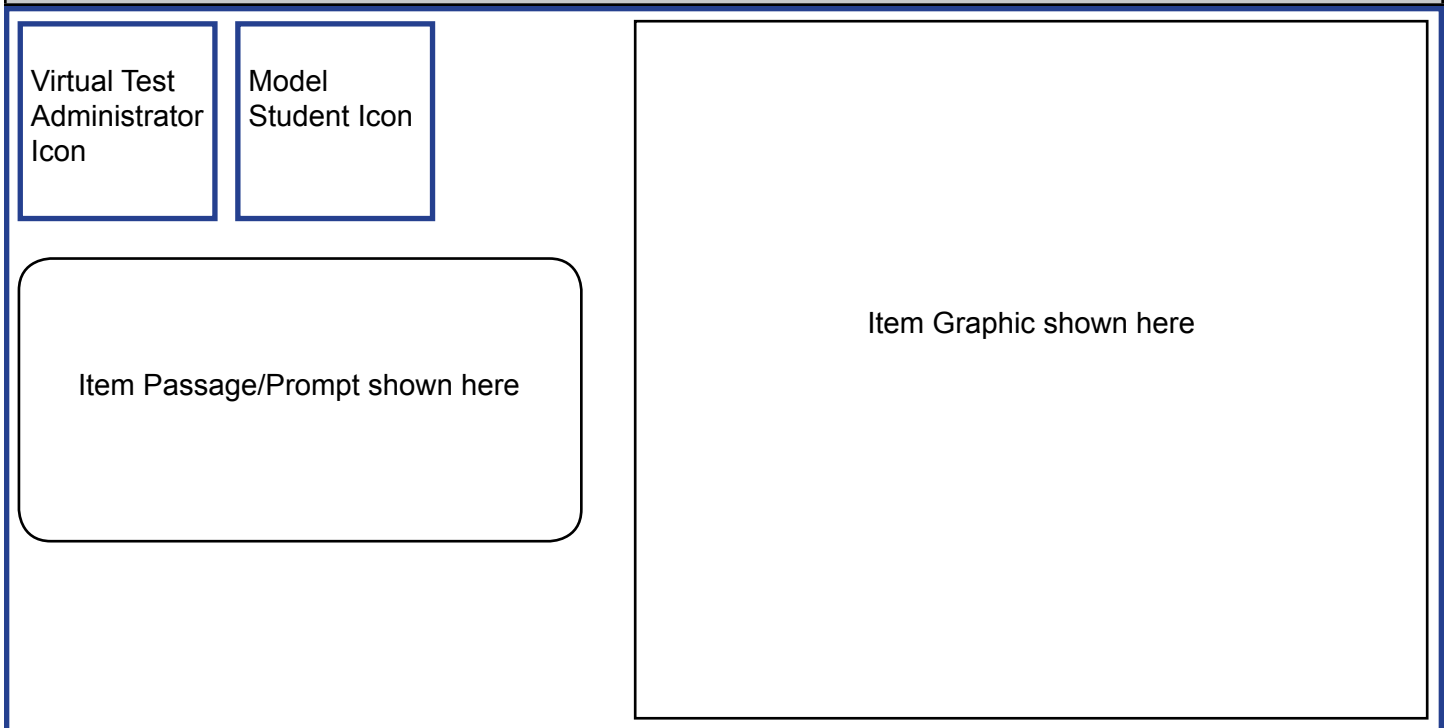 Virtual Test
Administrator
Icon
Model
Student Icon
Item Passage/Prompt shown here
Item Graphic shown here